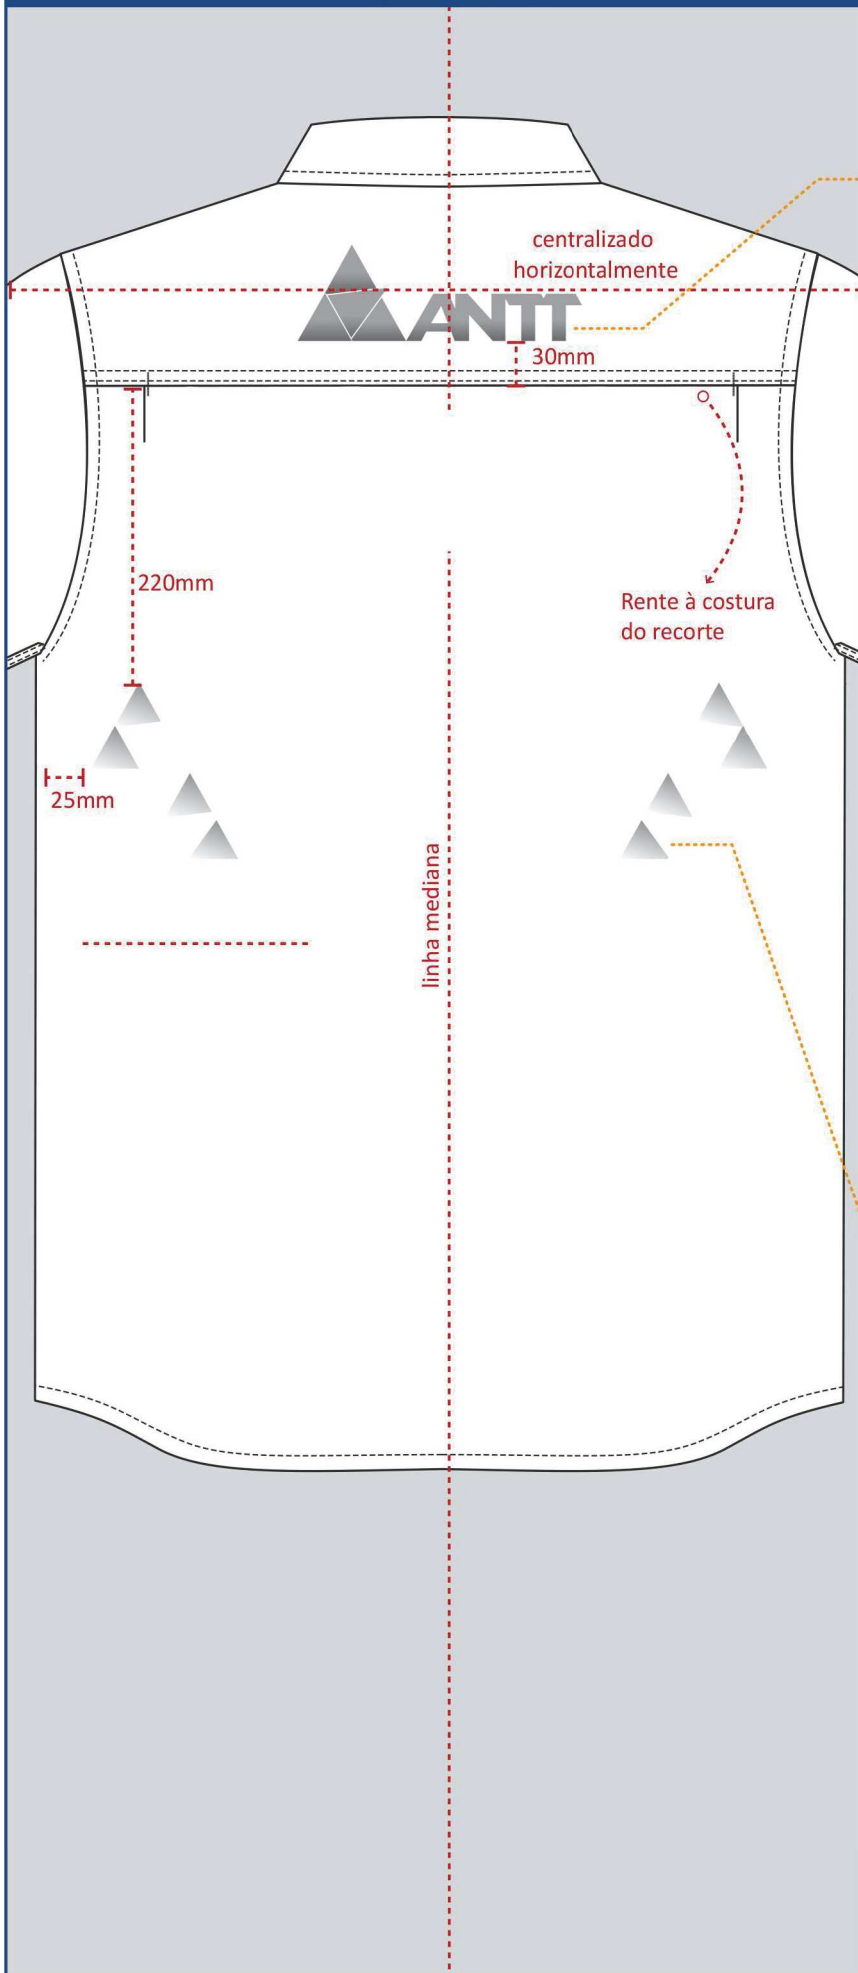 centralizado
horizontalmente
ANTT
30mm
220mm
Rente à costura
do recorte
25mm
linha mediana